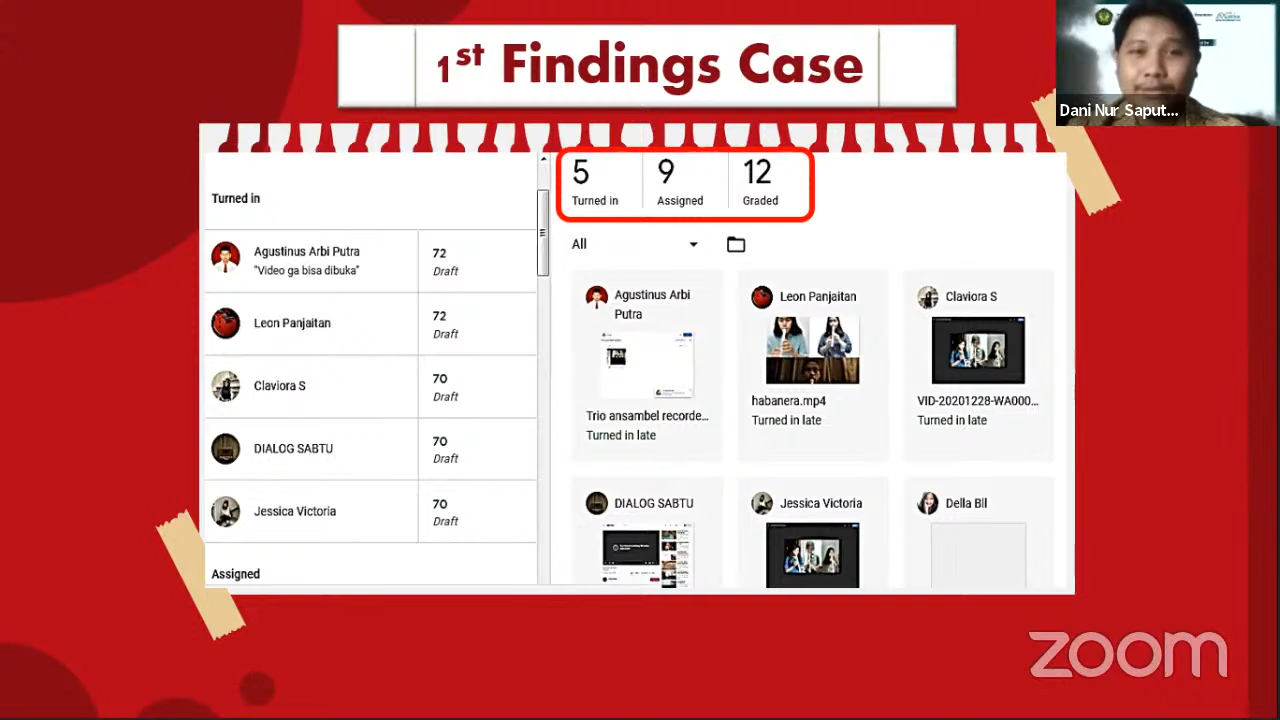 1st Findings Case
Dani Nur Saput...
Turned in
Agustinus Arbi Putra
"Video ga bisa dibuka"
72
Draft
Leon Panjaitan
72
Draft
Claviora S
70
Draft
DIALOG SABTU
70
Draft
Jessica Victoria
70
Draft
Assigned
5
Turned in
9
Assigned
12
Graded
All
Agustinus Arbi
Putra
Trio ansambel recorde...
Turned in late
Leon Panjaitan
habanera.mp4
Turned in late
Claviora S
VID-20201228-WA000...
Turned in late
DIALOG SABTU
Jessica Victoria
Della Bll
zoom